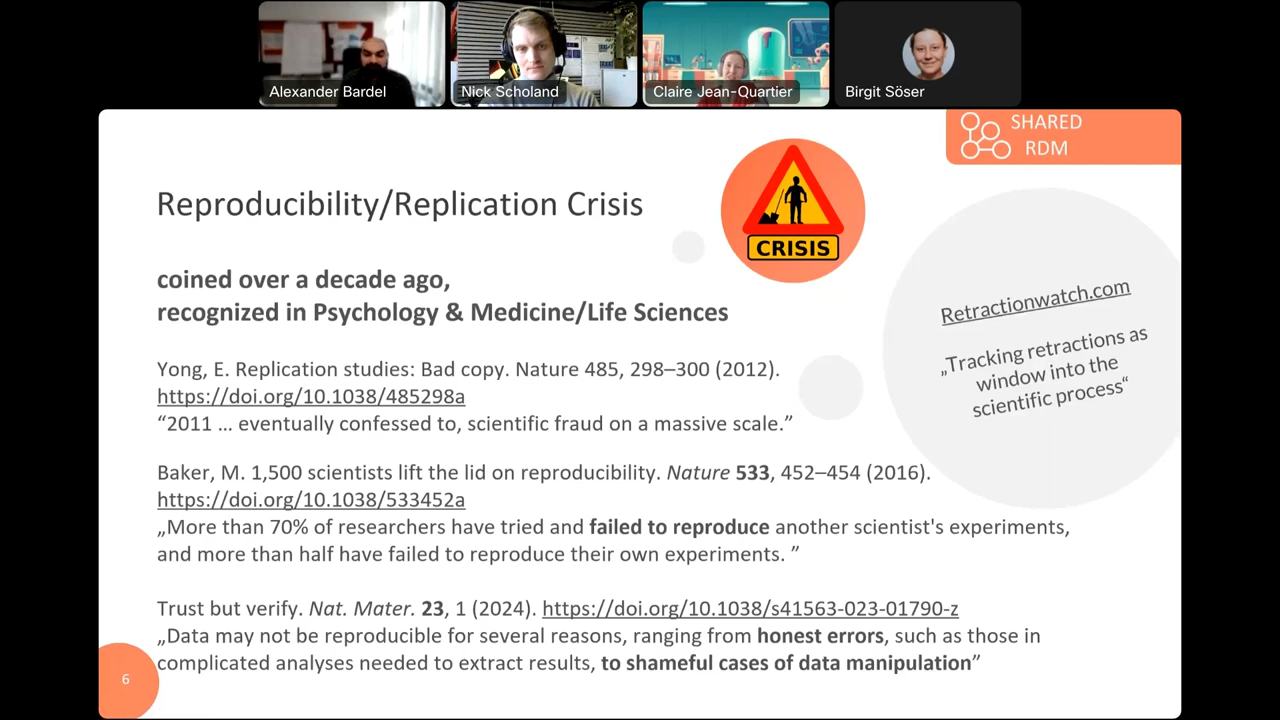 Alexander Bardel
Nick Scholand
Claire Jean-Quartier
Birgit Söser
SHARED
RDM
CRISIS
Reproducibility/Replication Crisis
coined over a decade ago,
recognized in Psychology & Medicine/Life Sciences
Retractionwatch.com
„Tracking retractions as
window into the
scientific process“
Yong, E. Replication studies: Bad copy. Nature 485, 298–300 (2012).
https://doi.org/10.1038/485298a
“2011 … eventually confessed to, scientific fraud on a massive scale.”
Baker, M. 1,500 scientists lift the lid on reproducibility. Nature 533, 452–454 (2016).
https://doi.org/10.1038/533452a
„More than 70% of researchers have tried and failed to reproduce another scientist's experiments,
and more than half have failed to reproduce their own experiments. ”
Trust but verify. Nat. Mater. 23, 1 (2024). https://doi.org/10.1038/s41563-023-01790-z
„Data may not be reproducible for several reasons, ranging from honest errors, such as those in
complicated analyses needed to extract results, to shameful cases of data manipulation”
6